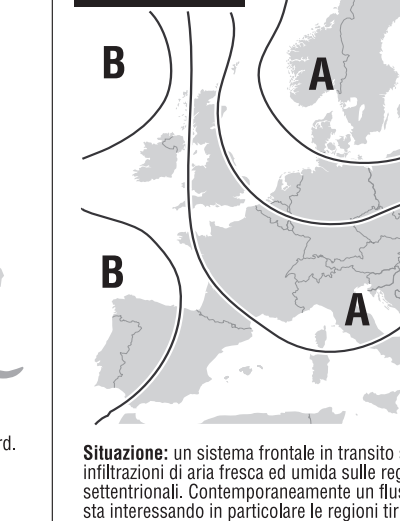 B
A
B
A
rd.
Situazione: un sistema frontale in transito
infiltrazioni di aria fresca ed umida sulle reg
settentrionali. Contemporaneamente un flus
sta interessando in particolare le regioni tir